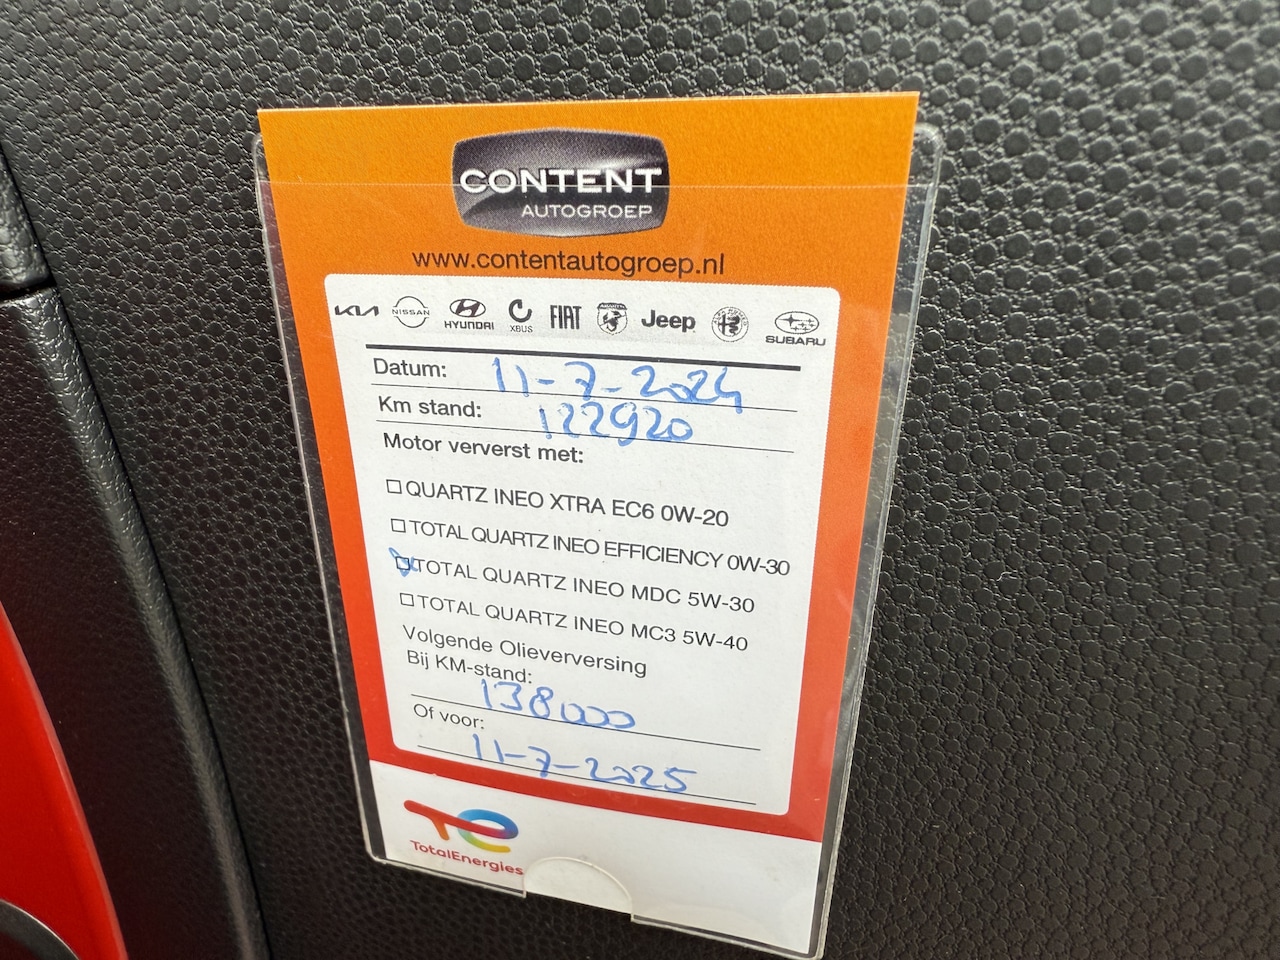 CONTENT
AUTOGROEP
www.contentautogroep.nl
KIA NISSAN HYUNDAI XBUS FIAT ABARTH Jeep SUBARU
Datum: 11-7-2024
Km stand: 122920
Motor ververst met:
QUARTZ INEO XTRA EC6 0W-20
TOTAL QUARTZ INEO EFFICIENCY 0W-30
TOTAL QUARTZ INEO MDC 5W-30
TOTAL QUARTZ INEO MC3 5W-40
Volgende Olieverversing
Bij KM-stand:
138000
Of voor:
11-7-2025
TotalEnergies